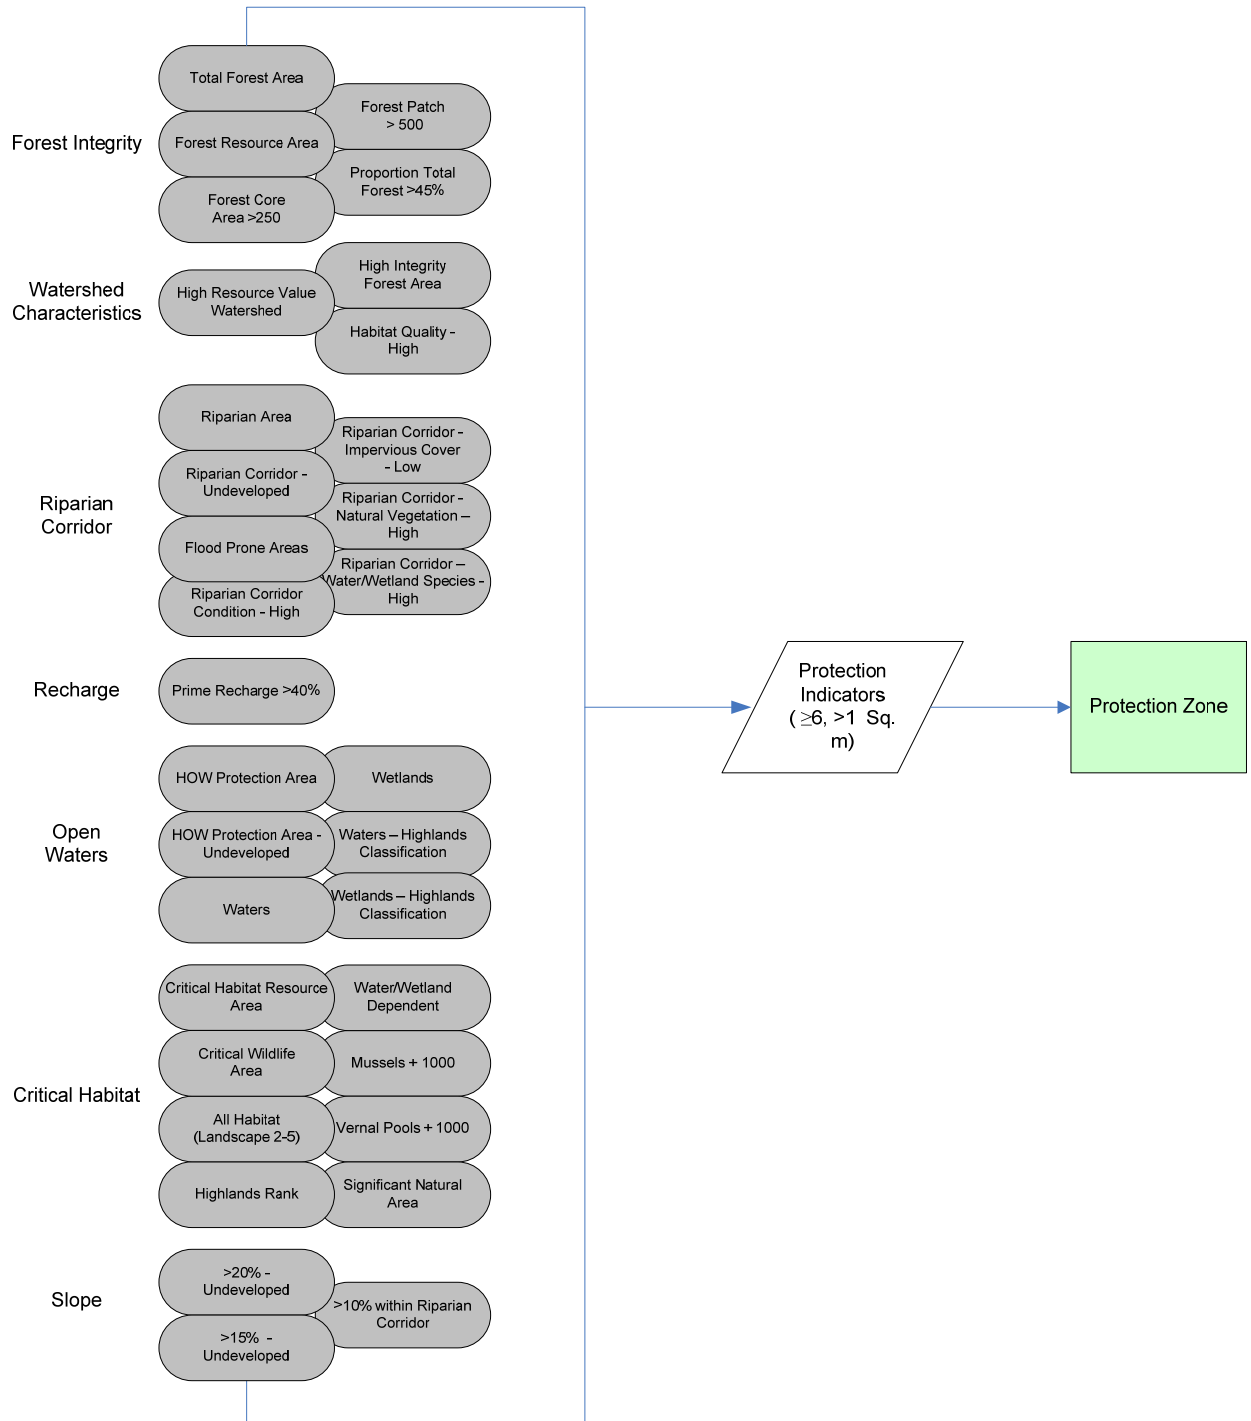 Forest Integrity
Total Forest Area
Forest Resource Area
Forest Core
Area >250
Forest Patch
> 500
Proportion Total
Forest >45%
Watershed
Characteristics
High Resource Value
Watershed
High Integrity
Forest Area
Habitat Quality -
High
Riparian
Corridor
Riparian Area
Riparian Corridor -
Undeveloped
Flood Prone Areas
Riparian Corridor
Condition - High
Riparian Corridor -
Impervious Cover
- Low
Riparian Corridor -
Natural Vegetation –
High
Riparian Corridor –
Water/Wetland Species -
High
Recharge
Prime Recharge >40%
Open
Waters
HOW Protection Area
HOW Protection Area -
Undeveloped
Waters
Wetlands
Waters – Highlands
Classification
Wetlands – Highlands
Classification
Critical Habitat
Critical Habitat Resource
Area
Critical Wildlife
Area
All Habitat
(Landscape 2-5)
Highlands Rank
Water/Wetland
Dependent
Mussels + 1000
Vernal Pools + 1000
Significant Natural
Area
Slope
>20% -
Undeveloped
>15% -
Undeveloped
>10% within Riparian
Corridor
Protection
Indicators
( ≥6, >1 Sq.
m)
Protection Zone